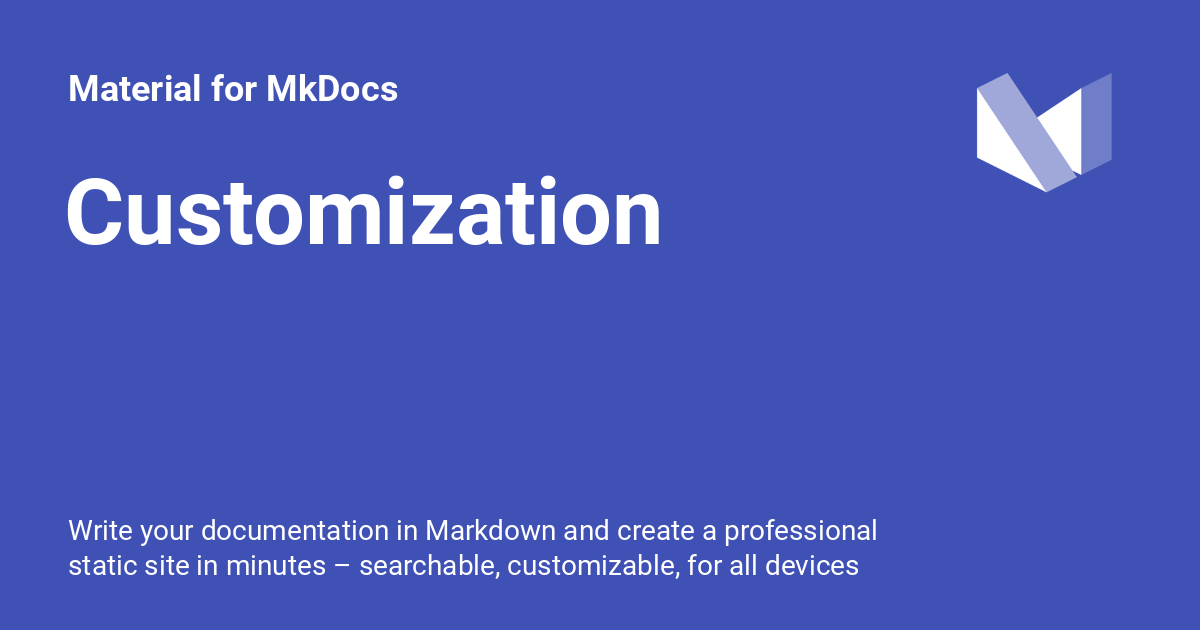 Material for MkDocs
Customization
Write your documentation in Markdown and create a professional
static site in minutes – searchable, customizable, for all devices